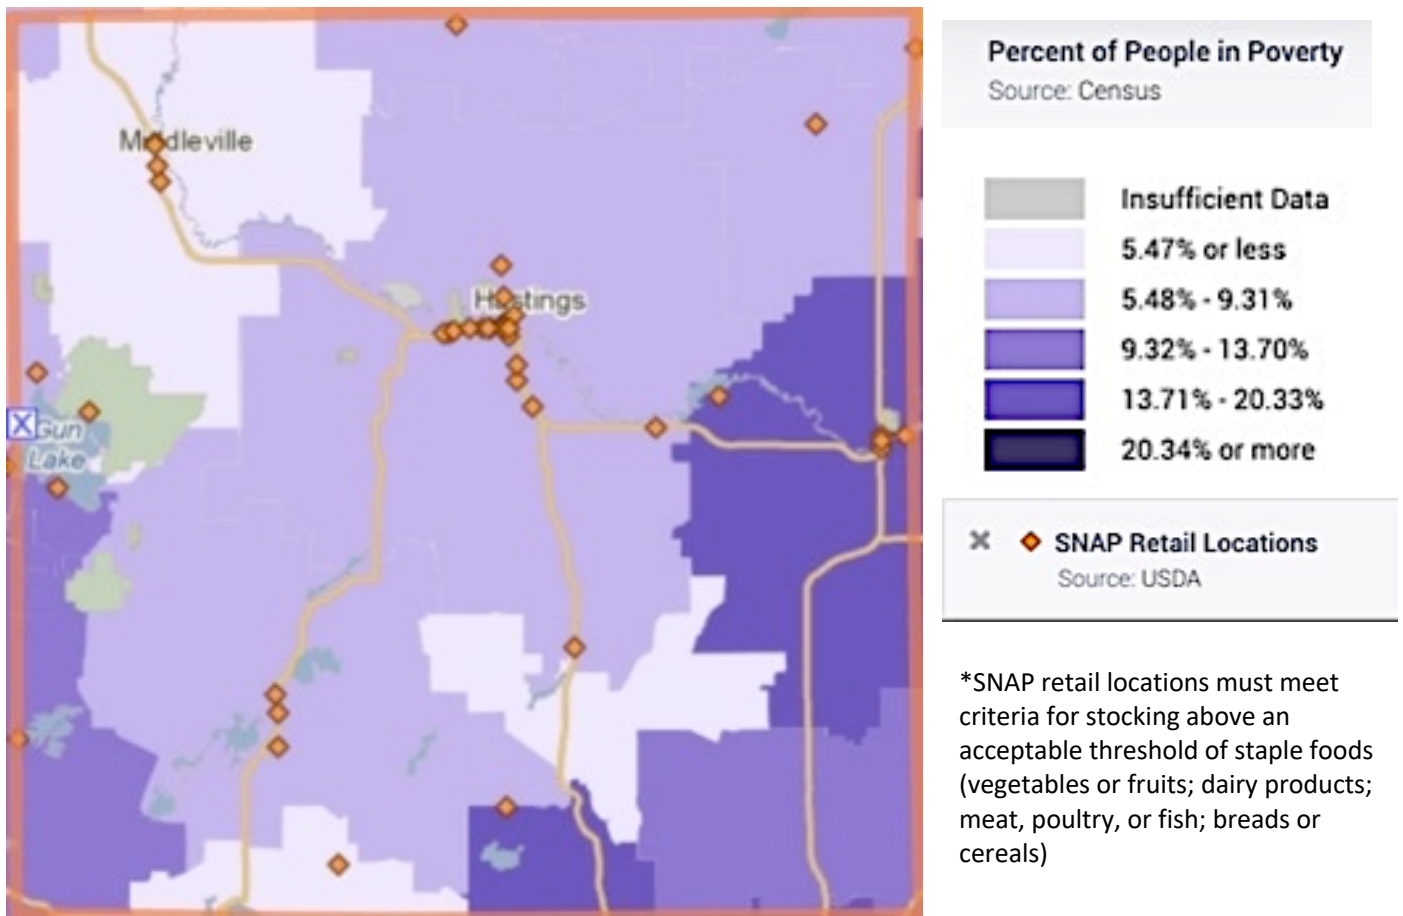 Middleville
Hastings
Gun
Lake
Percent of People in Poverty
Source: Census
Insufficient Data
5.47% or less
5.48% - 9.31%
9.32% - 13.70%
13.71% - 20.33%
20.34% or more
SNAP Retail Locations
Source: USDA
*SNAP retail locations must meet
criteria for stocking above an
acceptable threshold of staple foods
(vegetables or fruits; dairy products;
meat, poultry, or fish; breads or
cereals)